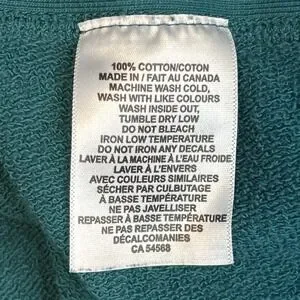 100% COTTON/COTON
MADE IN / FAIT AU CANADA
MACHINE WASH COLD,
WASH WITH LIKE COLOURS
WASH INSIDE OUT,
TUMBLE DRY LOW
DO NOT BLEACH
IRON LOW TEMPERATURE
DO NOT IRON ANY DECALS
LAVER À LA MACHINE À L'EAU FROIDE
LAVER À L'ENVERS
AVEC COULEURS SIMILAIRES
SÉCHER PAR CULBUTAGE
À BASSE TEMPÉRATURE
NE PAS JAVELLISER
REPASSER À BASSE TEMPÉRATURE
NE PAS REPASSER DES
DÉCALCOMANIES
CA 54568